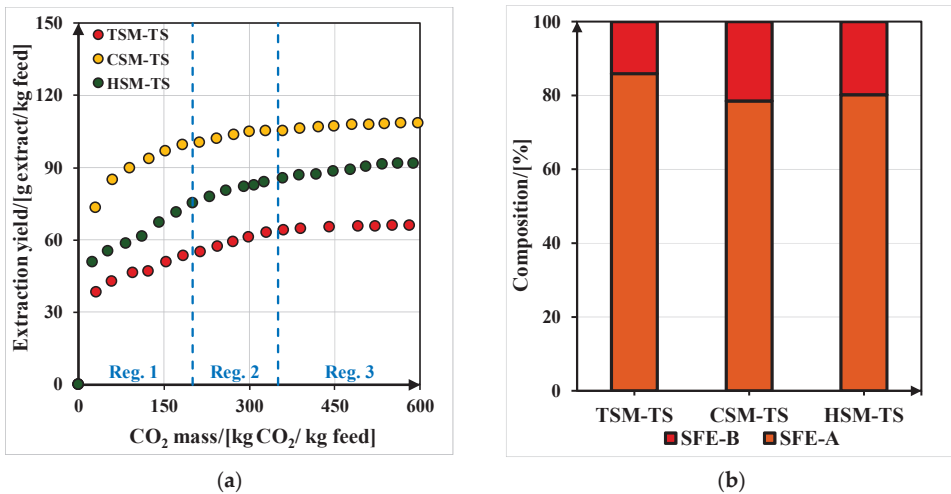 150
120
90
60
30
0
Extraction yield/[g extract/kg feed]
TSM-TS
CSM-TS
HSM-TS
Reg. 1
Reg. 2
Reg. 3
0
150
300
450
600
CO₂ mass/[kg CO₂/ kg feed]
(a)
100
80
60
40
20
0
Composition/[%]
TSM-TS
CSM-TS
HSM-TS
SFE-B
SFE-A
(b)